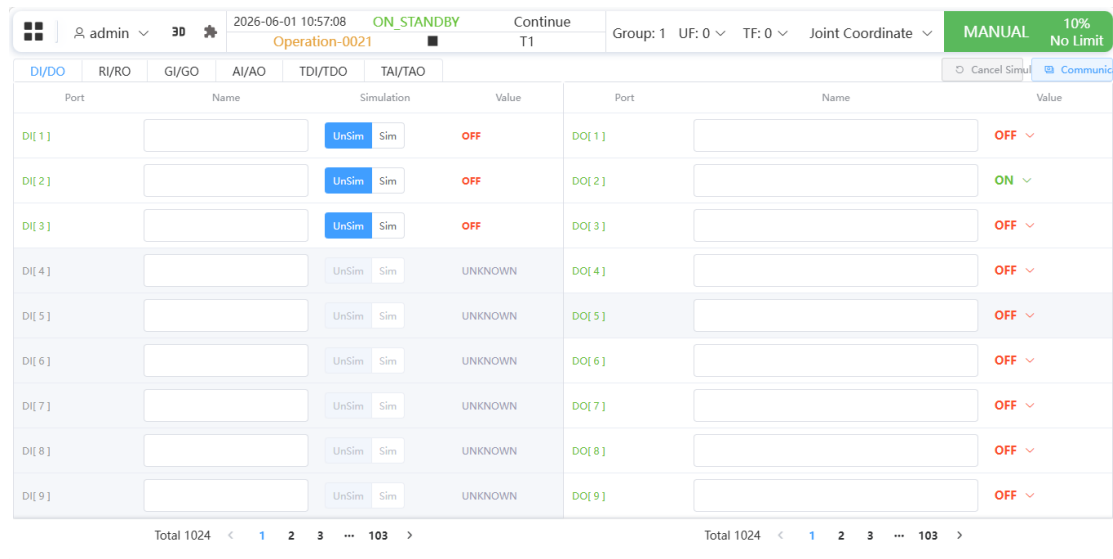 admin 3D 2026-06-01 10:57:08 ON_STANDBY Continue Group: 1 UF: 0 TF: 0 Joint Coordinate MANUAL 10%
Operation-0021 T1 No Limit
DI/DO RI/RO GI/GO AI/AO TDI/TDO TAI/TAO Cancel Simul Communic
Port Name Simulation Value Port Name Value
DI[ 1 ] UnSim Sim OFF DO[ 1 ] OFF
DI[ 2 ] UnSim Sim OFF DO[ 2 ] ON
DI[ 3 ] UnSim Sim OFF DO[ 3 ] OFF
DI[ 4 ] UnSim Sim UNKNOWN DO[ 4 ] OFF
DI[ 5 ] UnSim Sim UNKNOWN DO[ 5 ] OFF
DI[ 6 ] UnSim Sim UNKNOWN DO[ 6 ] OFF
DI[ 7 ] UnSim Sim UNKNOWN DO[ 7 ] OFF
DI[ 8 ] UnSim Sim UNKNOWN DO[ 8 ] OFF
DI[ 9 ] UnSim Sim UNKNOWN DO[ 9 ] OFF
Total 1024 < 1 2 3 ··· 103 > Total 1024 < 1 2 3 ··· 103 >